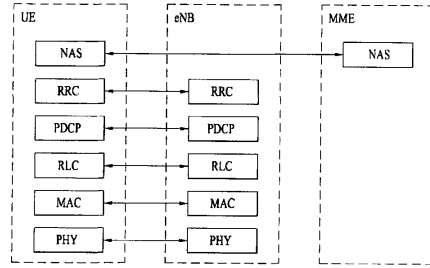 UE eNB MME
NAS NAS
RRC RRC
PDCP PDCP
RLC RLC
MAC MAC
PHY PHY